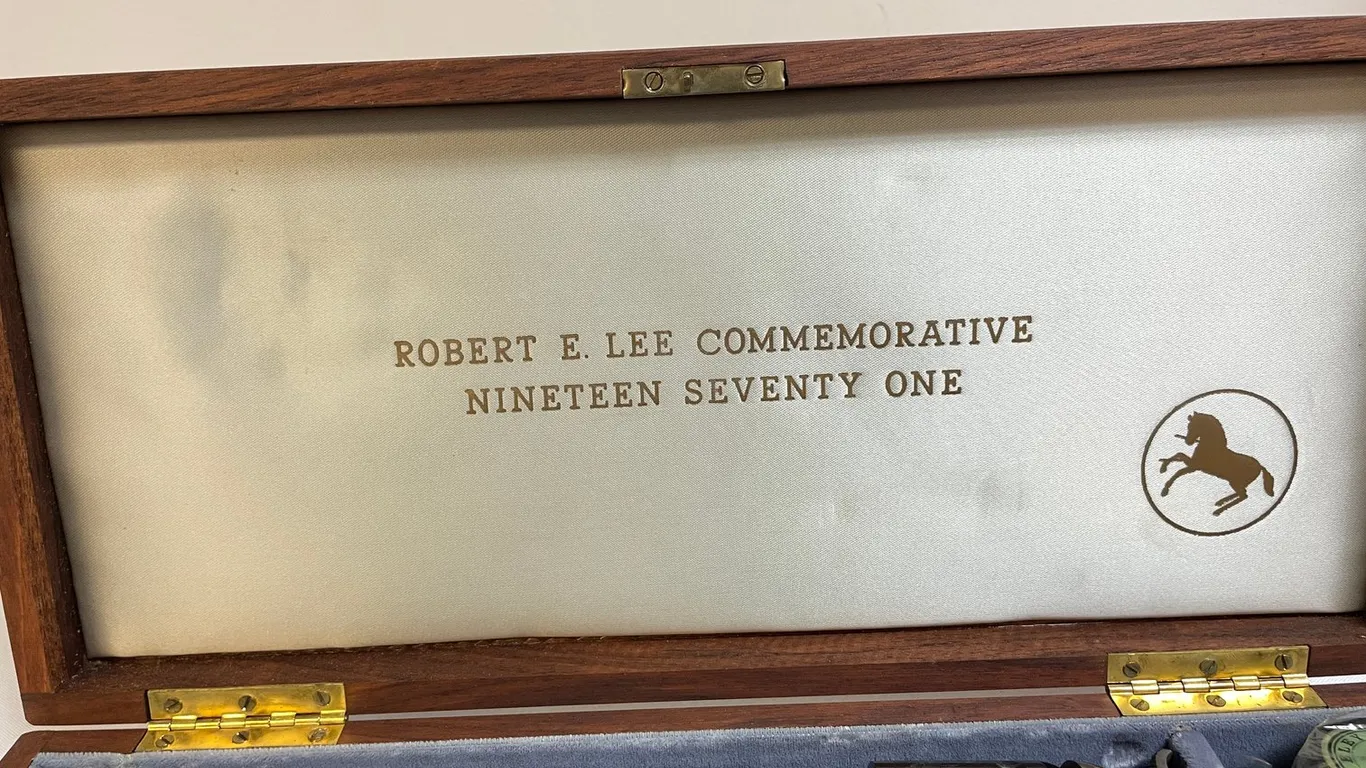 ROBERT E. LEE COMMEMORATIVE
NINETEEN SEVENTY ONE